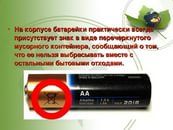 На корпусе батарейки практически всегда
присутствует знак в виде перечеркнутого
мусорного контейнера, сообщающий о том,
что ее нельзя выбрасывать вместе с
остальными бытовыми отходами.
AA